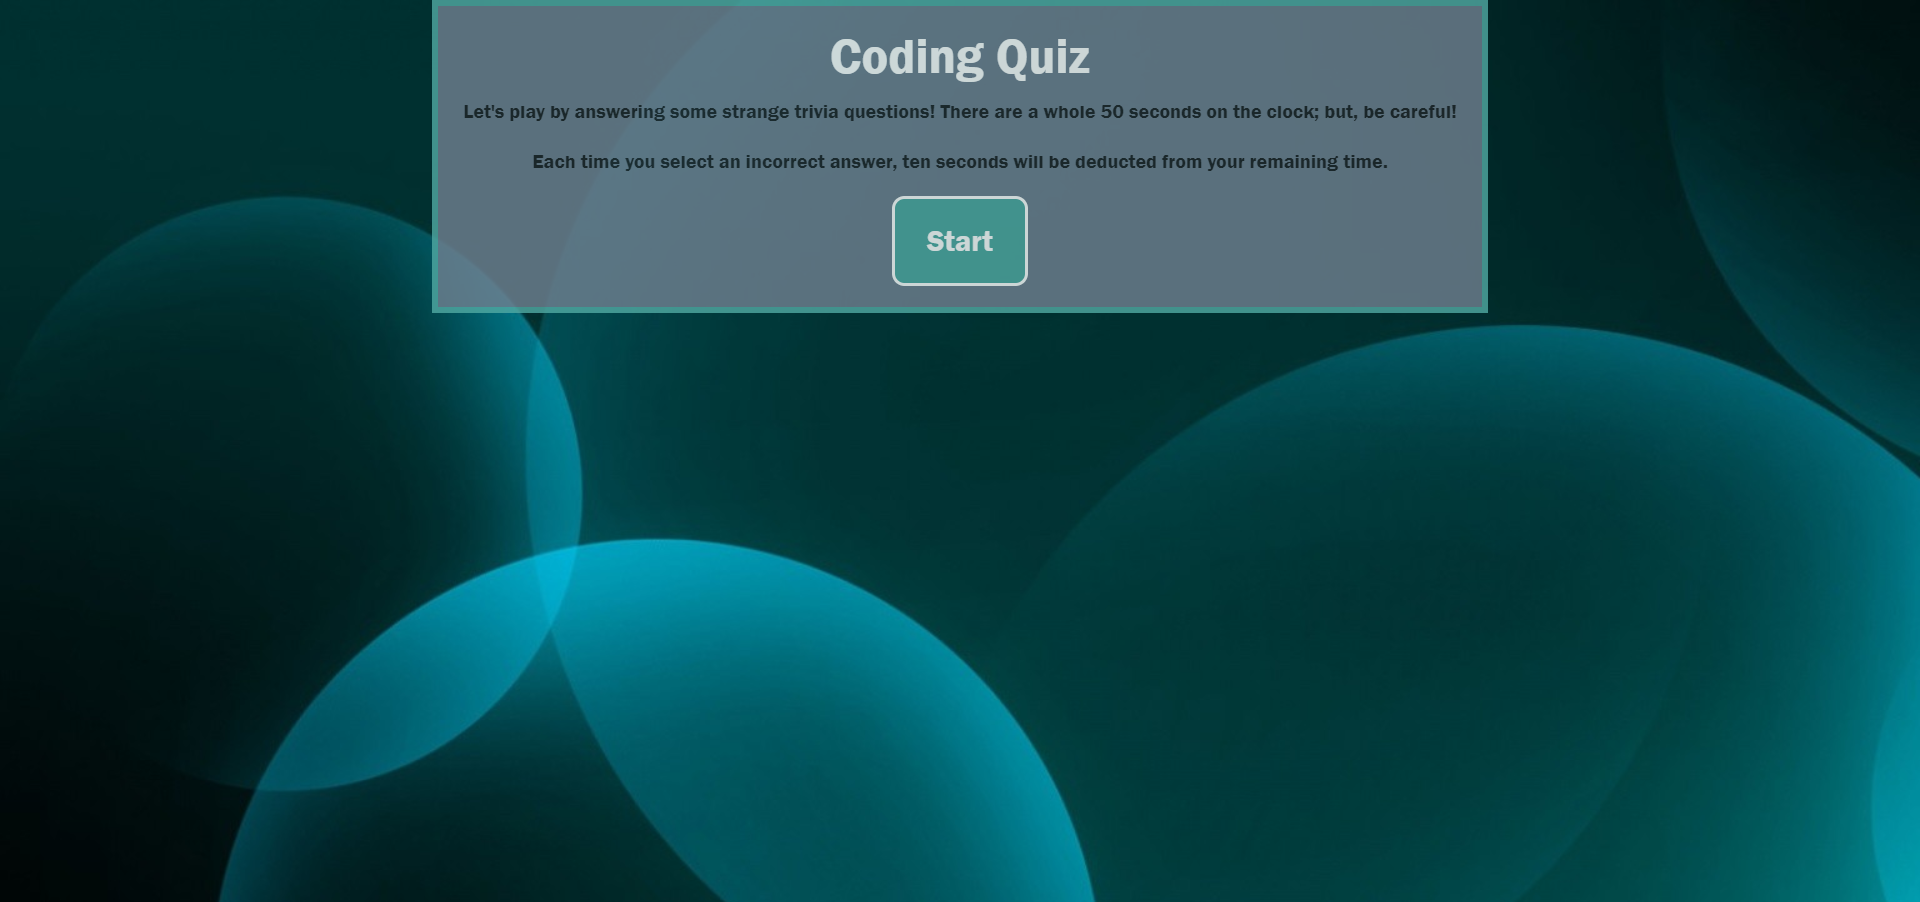 Coding Quiz
Let's play by answering some strange trivia questions! There are a whole 50 seconds on the clock; but, be careful!
Each time you select an incorrect answer, ten seconds will be deducted from your remaining time.
Start